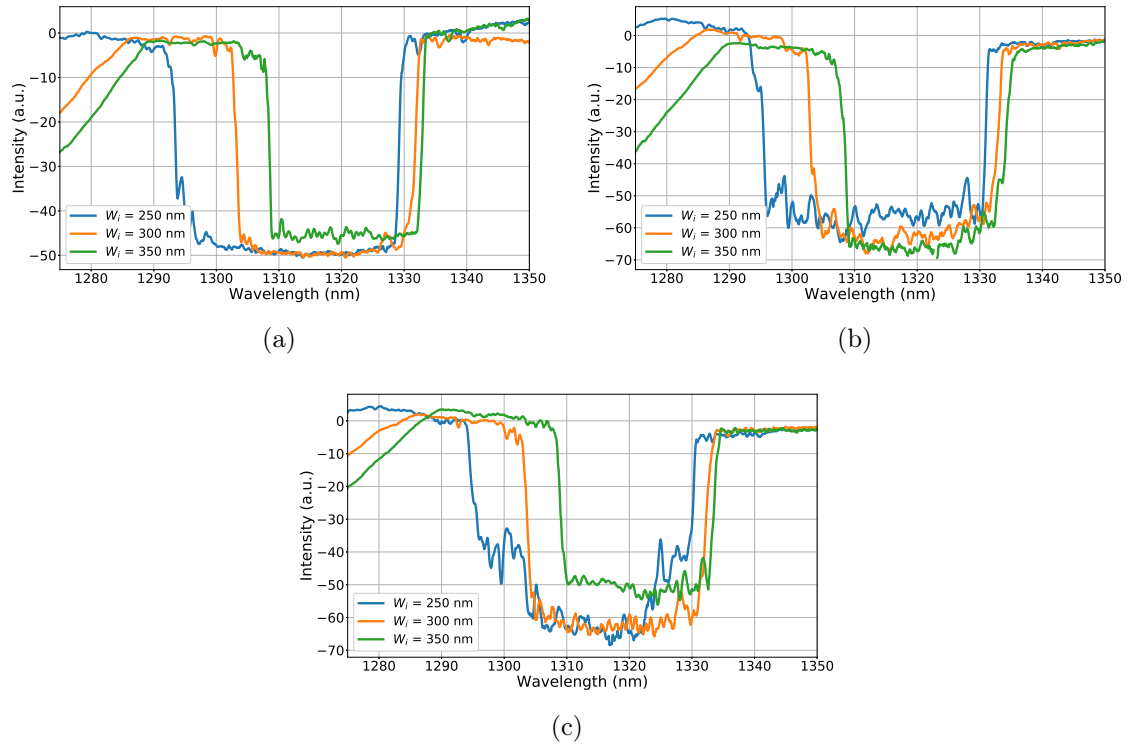 0
−10
−20
−30
−40
−50
Intensity (a.u.)
W_i = 250 nm
W_i = 300 nm
W_i = 350 nm
1280 1290 1300 1310 1320 1330 1340 1350
Wavelength (nm)
(a)
0
−10
−20
−30
−40
−50
−60
−70
Intensity (a.u.)
W_i = 250 nm
W_i = 300 nm
W_i = 350 nm
1280 1290 1300 1310 1320 1330 1340 1350
Wavelength (nm)
(b)
0
−10
−20
−30
−40
−50
−60
−70
Intensity (a.u.)
W_i = 250 nm
W_i = 300 nm
W_i = 350 nm
1280 1290 1300 1310 1320 1330 1340 1350
Wavelength (nm)
(c)